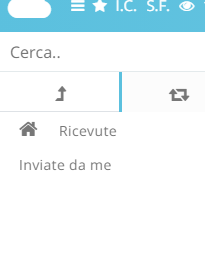 I.C. S.F.
Cerca..
Ricevute
Inviate da me